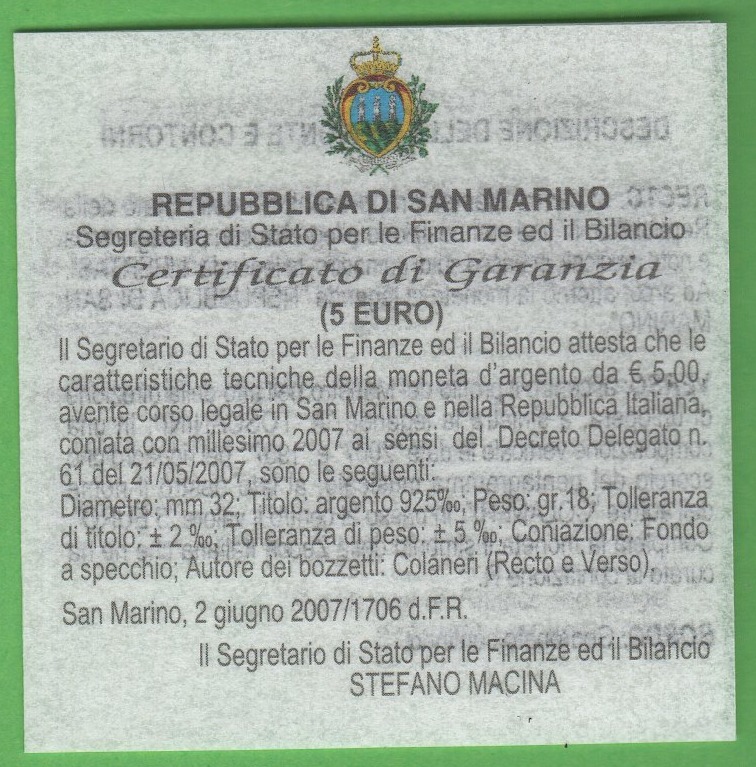 REPUBBLICA DI SAN MARINO
Segreteria di Stato per le Finanze ed il Bilancio
Certificato di Garanzia
(5 EURO)
Il Segretario di Stato per le Finanze ed il Bilancio attesta che le
caratteristiche tecniche della moneta d'argento da € 5,00,
avente corso legale in San Marino e nella Repubblica Italiana,
coniata con millesimo 2007 ai sensi del Decreto Delegato n.
61 del 21/05/2007, sono le seguenti:
Diametro: mm 32; Titolo: argento 925‰; Peso: gr.18; Tolleranza
di titolo: ± 2 ‰; Tolleranza di peso: ± 5 ‰; Coniazione: Fondo
a specchio; Autore dei bozzetti: Colaneri (Recto e Verso).
San Marino, 2 giugno 2007/1706 d.F.R.
Il Segretario di Stato per le Finanze ed il Bilancio
STEFANO MACINA